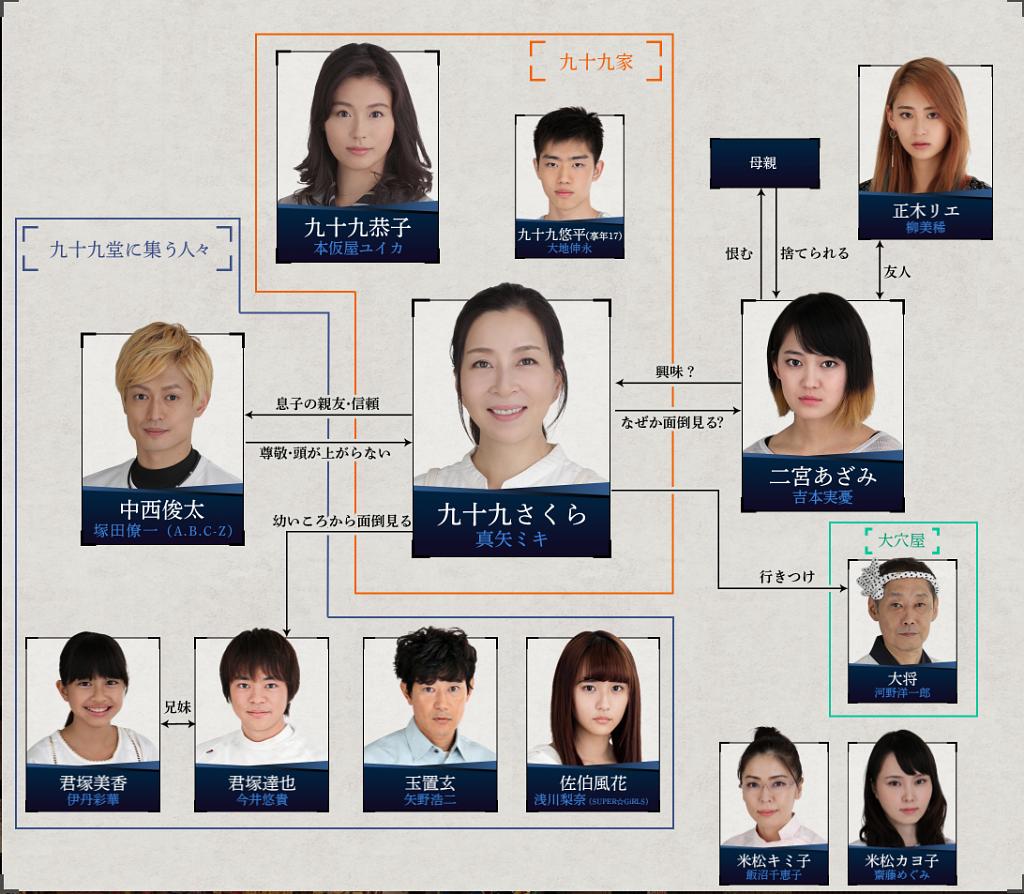 九十九家
九十九恭子
本仮屋ユイカ
九十九悠平(享年17)
大地伸永
母親
正木リエ
柳美稀
恨む
捨てられる
友人
九十九堂に集う人々
中西俊太
塚田僚一（A.B.C-Z）
息子の親友・信頼
尊敬・頭が上がらない
九十九さくら
真矢ミキ
興味？
なぜか面倒見る?
二宮あざみ
吉本実憂
幼いころから面倒見る
行きつけ
大穴屋
大将
河野洋一郎
君塚美香
伊丹彩華
兄妹
君塚達也
今井悠貴
玉置玄
矢野浩二
佐伯風花
浅川梨奈（SUPER☆GiRLS）
米松キミ子
飯沼千恵子
米松カヨ子
齋藤めぐみ